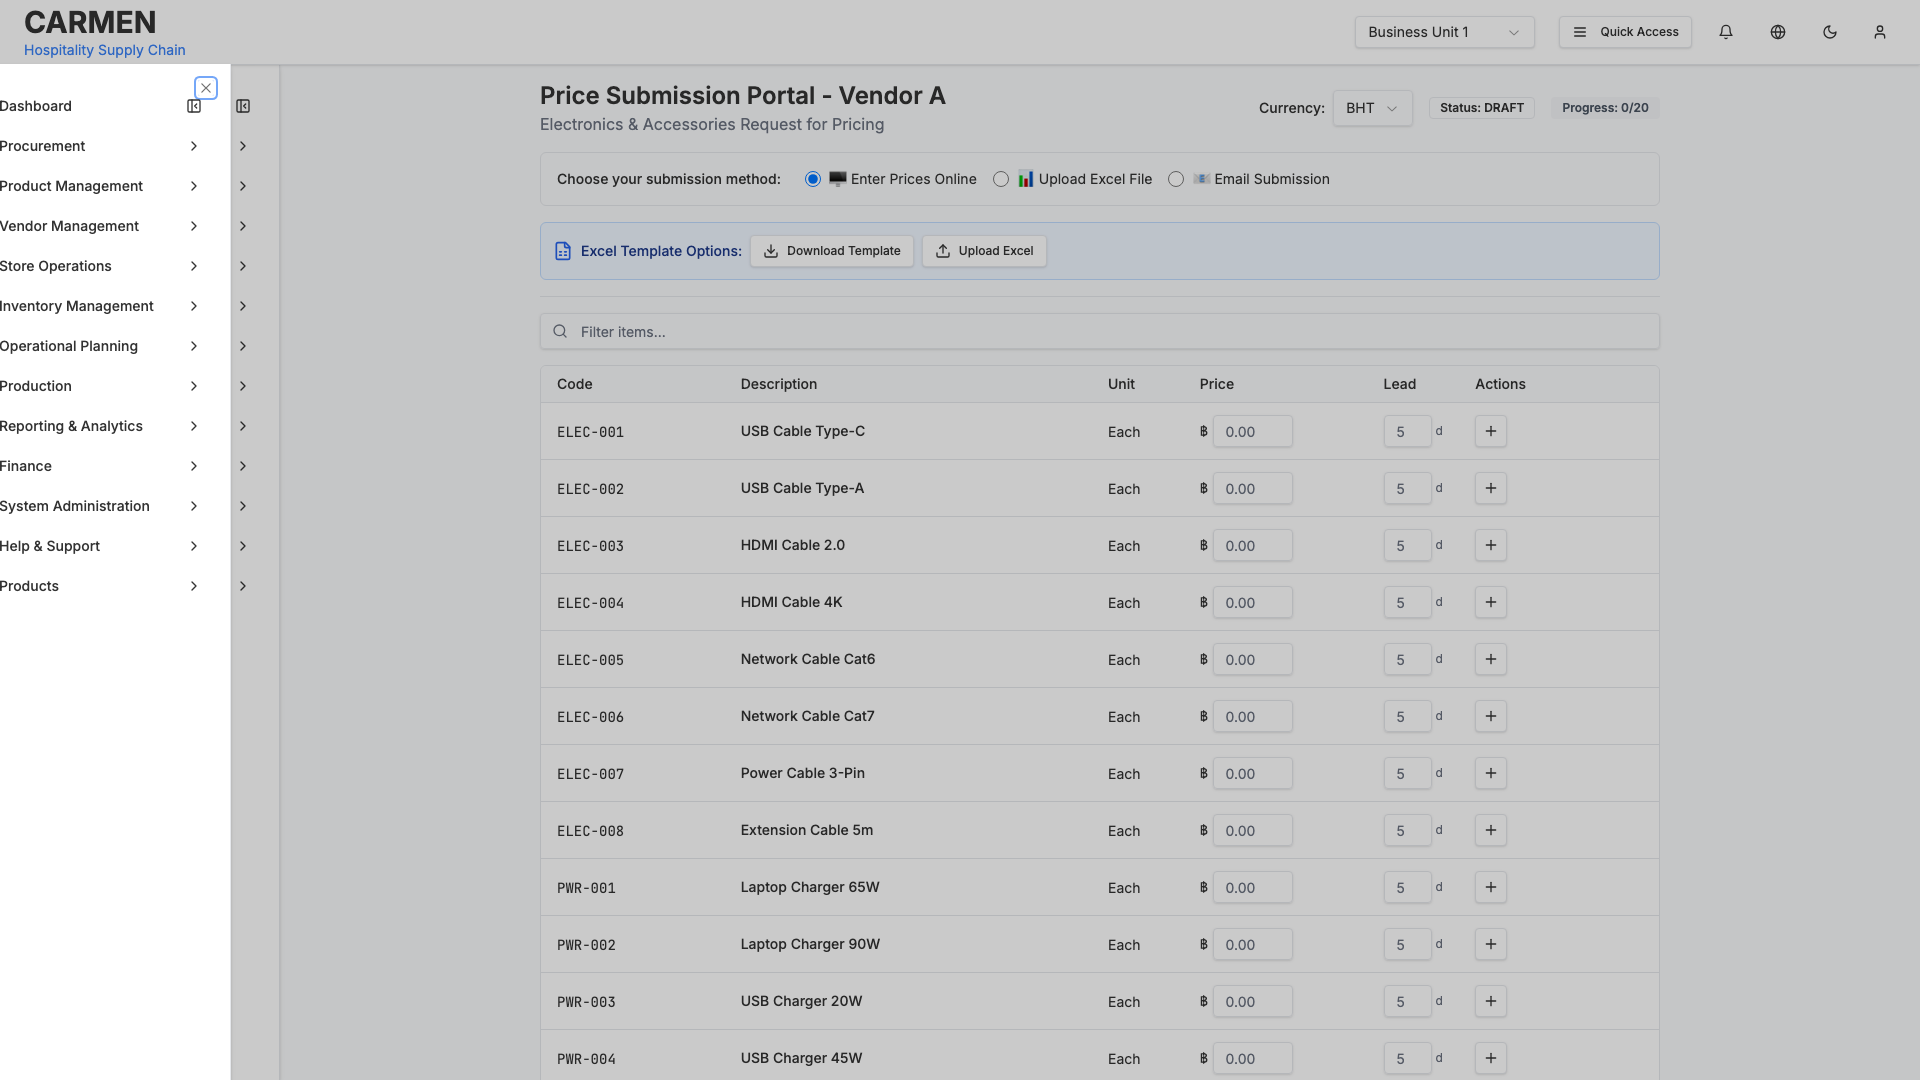 CARMEN
Hospitality Supply Chain
Business Unit 1
Quick Access
Dashboard
Procurement
Product Management
Vendor Management
Store Operations
Inventory Management
Operational Planning
Production
Reporting & Analytics
Finance
System Administration
Help & Support
Products
Price Submission Portal - Vendor A
Electronics & Accessories Request for Pricing
Currency: BHT Status: DRAFT Progress: 0/20
Choose your submission method: Enter Prices Online Upload Excel File Email Submission
Excel Template Options: Download Template Upload Excel
Filter items...
Code Description Unit Price Lead Actions
ELEC-001 USB Cable Type-C Each ฿ 0.00 5 d +
ELEC-002 USB Cable Type-A Each ฿ 0.00 5 d +
ELEC-003 HDMI Cable 2.0 Each ฿ 0.00 5 d +
ELEC-004 HDMI Cable 4K Each ฿ 0.00 5 d +
ELEC-005 Network Cable Cat6 Each ฿ 0.00 5 d +
ELEC-006 Network Cable Cat7 Each ฿ 0.00 5 d +
ELEC-007 Power Cable 3-Pin Each ฿ 0.00 5 d +
ELEC-008 Extension Cable 5m Each ฿ 0.00 5 d +
PWR-001 Laptop Charger 65W Each ฿ 0.00 5 d +
PWR-002 Laptop Charger 90W Each ฿ 0.00 5 d +
PWR-003 USB Charger 20W Each ฿ 0.00 5 d +
PWR-004 USB Charger 45W Each ฿ 0.00 5 d +